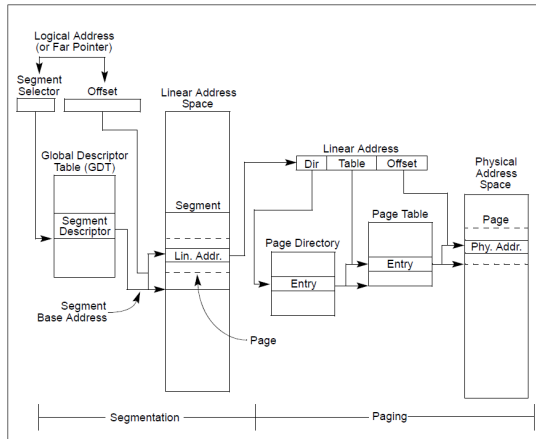 Logical Address
(or Far Pointer)
Segment
Selector
Offset
Linear Address
Space
Global Descriptor
Table (GDT)
Segment
Descriptor
Segment
Lin. Addr.
Segment
Base Address
Page
Linear Address
Dir
Table
Offset
Page Directory
Entry
Page Table
Entry
Physical
Address
Space
Page
Phy. Addr.
Segmentation
Paging